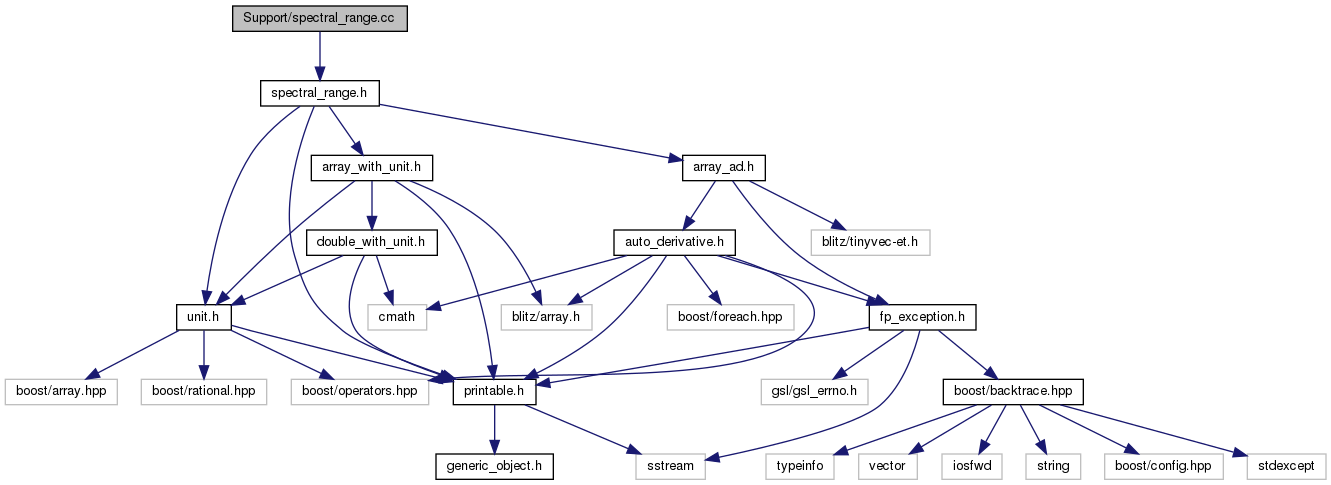 Support/spectral_range.cc
spectral_range.h
array_with_unit.h
array_ad.h
double_with_unit.h
auto_derivative.h
blitz/tinyvec-et.h
unit.h
cmath
blitz/array.h
boost/foreach.hpp
fp_exception.h
boost/array.hpp
boost/rational.hpp
boost/operators.hpp
printable.h
gsl/gsl_errno.h
boost/backtrace.hpp
generic_object.h
sstream
typeinfo
vector
iosfwd
string
boost/config.hpp
stdexcept